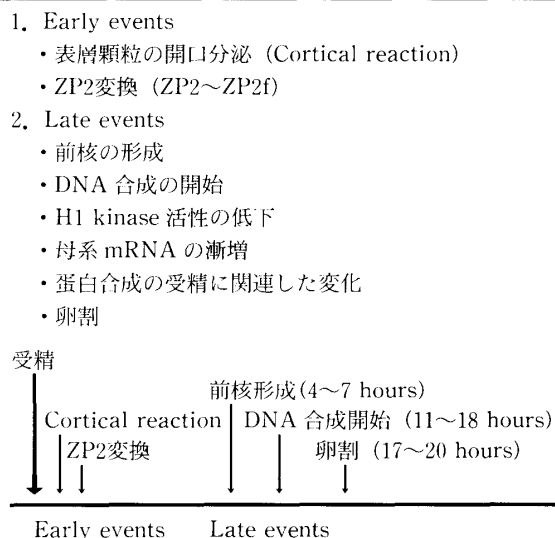 1. Early events
・表層顆粒の開口分泌（Cortical reaction）
・ZP2変換（ZP2～ZP2f）
2. Late events
・前核の形成
・DNA 合成の開始
・H1 kinase 活性の低下
・母系 mRNA の漸増
・蛋白合成の受精に関連した変化
・卵割
受精
前核形成(4～7 hours)
Cortical reaction DNA 合成開始（11～18 hours）
ZP2変換 卵割（17～20 hours）
Early events Late events